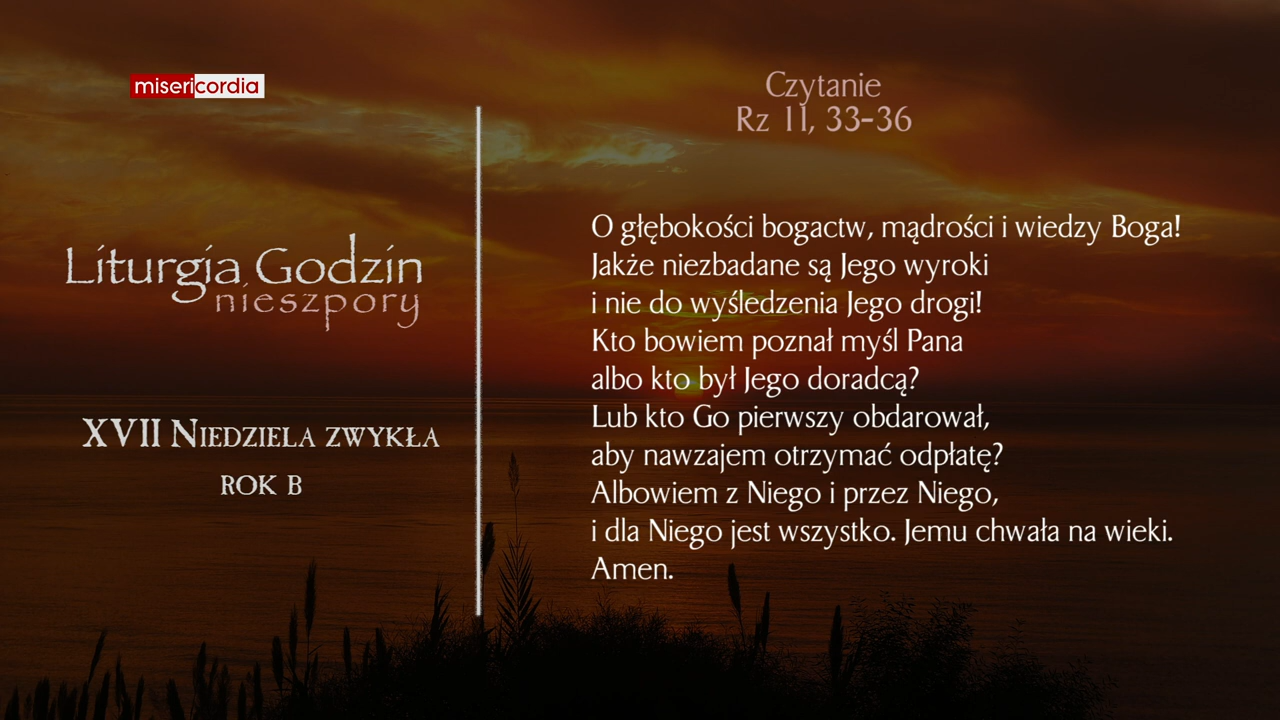 misericordia
Liturgia Godzin
nieszpory
XVII Niedziela zwykła
rok B
Czytanie
Rz 11, 33-36
O głębokości bogactw, mądrości i wiedzy Boga!
Jakże niezbadane są Jego wyroki
i nie do wyśledzenia Jego drogi!
Kto bowiem poznał myśl Pana
albo kto był Jego doradcą?
Lub kto Go pierwszy obdarował,
aby nawzajem otrzymać odpłatę?
Albowiem z Niego i przez Niego,
i dla Niego jest wszystko. Jemu chwała na wieki.
Amen.